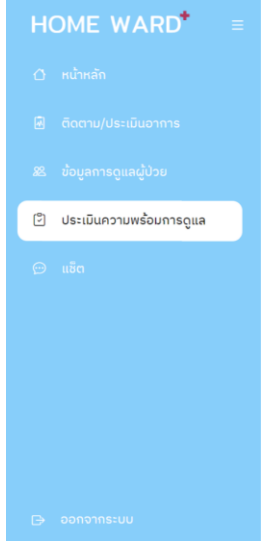 HOME WARD
หน้าหลัก
ติดตาม/ประเมินอาการ
ข้อมูลการดูแลผู้ป่วย
ประเมินความพร้อมการดูแล
แช็ต
ออกจากระบบ